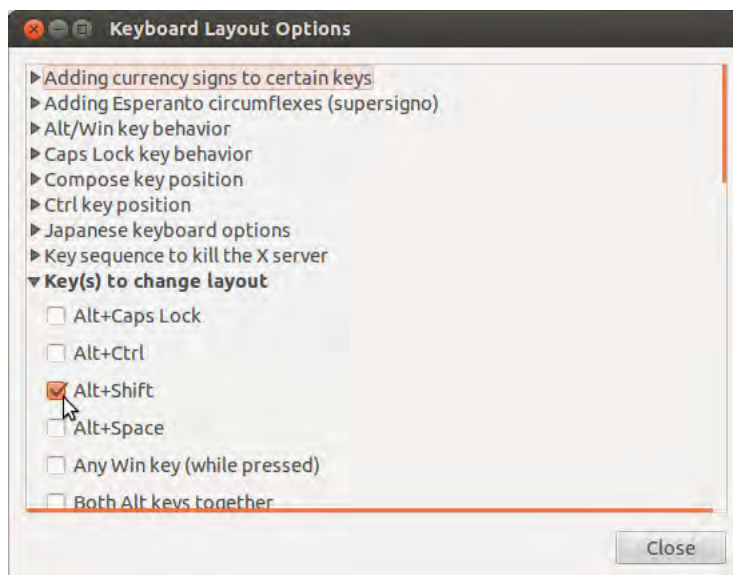 Keyboard Layout Options
Adding currency signs to certain keys
Adding Esperanto circumflexes (supersigno)
Alt/Win key behavior
Caps Lock key behavior
Compose key position
Ctrl key position
Japanese keyboard options
Key sequence to kill the X server
Key(s) to change layout
Alt+Caps Lock
Alt+Ctrl
Alt+Shift
Alt+Space
Any Win key (while pressed)
Both Alt keys together
Close